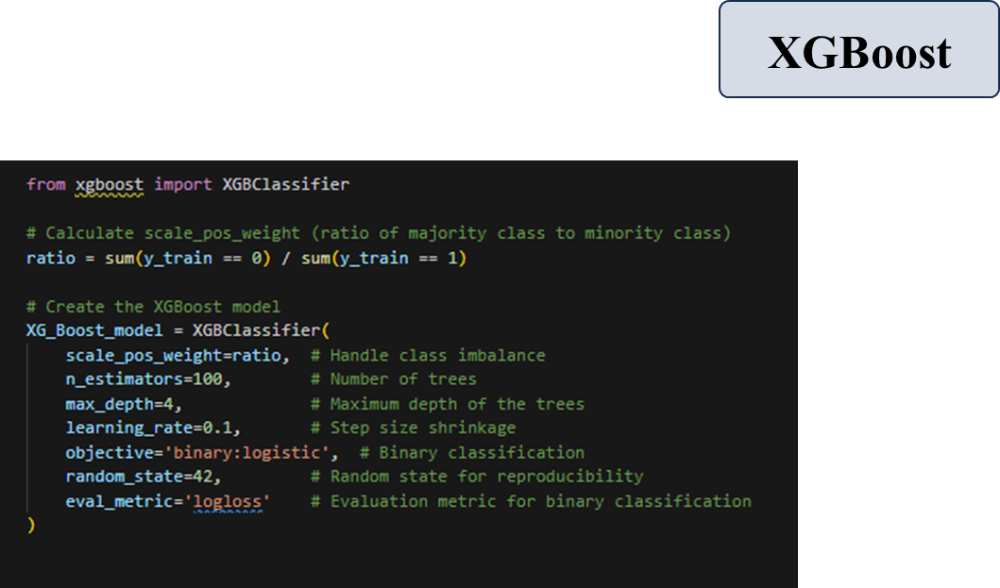 XGBoost
from xgboost import XGBClassifier
# Calculate scale_pos_weight (ratio of majority class to minority class)
ratio = sum(y_train == 0) / sum(y_train == 1)
# Create the XGBoost model
XG_Boost_model = XGBClassifier(
    scale_pos_weight=ratio,  # Handle class imbalance
    n_estimators=100,        # Number of trees
    max_depth=4,             # Maximum depth of the trees
    learning_rate=0.1,       # Step size shrinkage
    objective='binary:logistic',  # Binary classification
    random_state=42,         # Random state for reproducibility
    eval_metric='logloss'    # Evaluation metric for binary classification
)